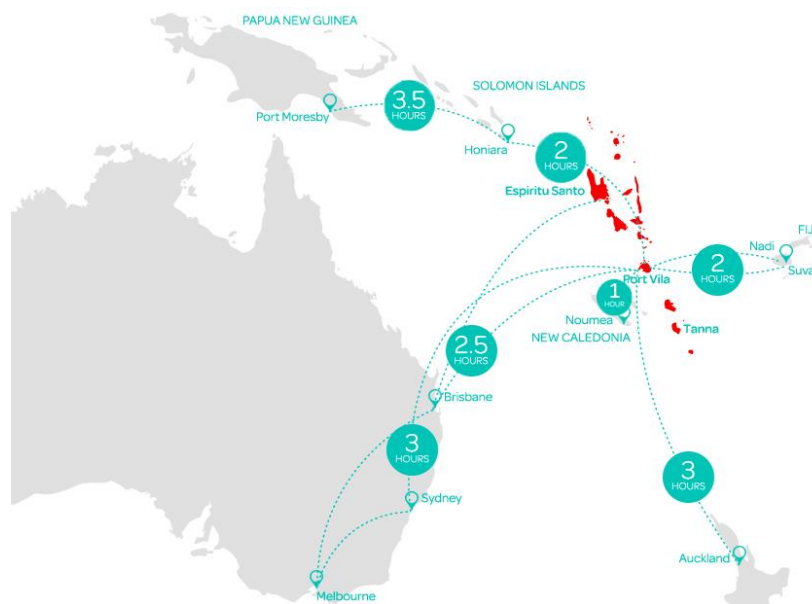 PAPUA NEW GUINEA
3.5
HOURS
Port Moresby
SOLOMON ISLANDS
Honiara
2
HOURS
Espiritu Santo
FIJ
Nadi
2
HOURS
Suva
Port Vila
1
HOUR
Noumea
NEW CALEDONIA
Tanna
2.5
HOURS
Brisbane
3
HOURS
Sydney
3
HOURS
Auckland
Melbourne